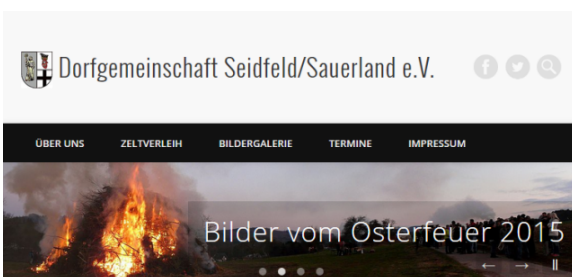 Dorfgemeinschaft Seidfeld/Sauerland e.V.
ÜBER UNS ZELTVERLEIH BILDERGALERIE TERMINE IMPRESSUM
Bilder vom Osterfeuer 2015